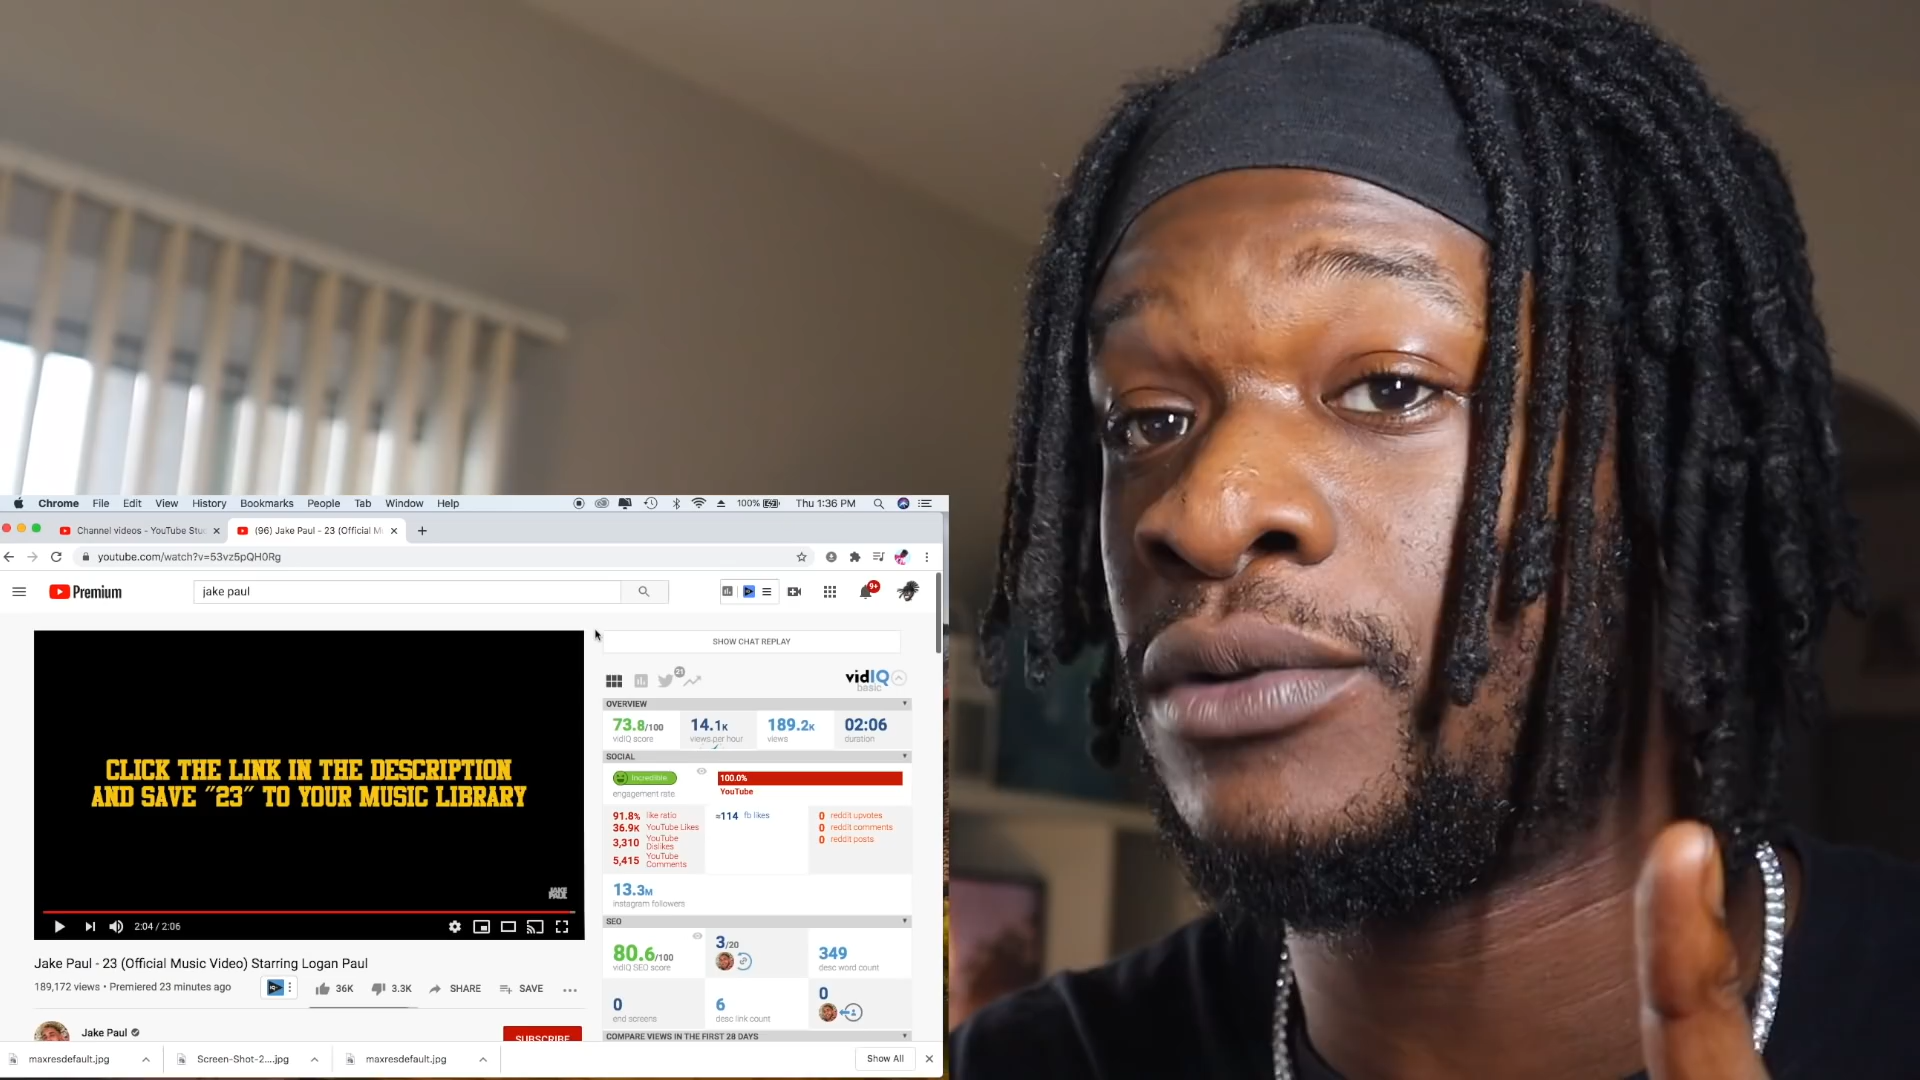 Chrome File Edit View History Bookmarks People Tab Window Help 100% Thu 1:36 PM
Channel videos - YouTube Stu (96) Jake Paul - 23 (Official M
youtube.com/watch?v=53vz5pQH0Rg
Premium jake paul 9+
SHOW CHAT REPLAY
21
vidIQ
basic
CLICK THE LINK IN THE DESCRIPTION
AND SAVE "23" TO YOUR MUSIC LIBRARY
JAKE
PAUL
2:04 / 2:06
OVERVIEW
73.8/100 14.1K 189.2K 02:06
vidIQ score views per hour views duration
SOCIAL
Incredible 100.0%
engagement rate YouTube
91.8% like ratio
36.9K YouTube Likes
3,310 YouTube Dislikes
5,415 YouTube Comments
≈114 fb likes
0 reddit upvotes
0 reddit comments
0 reddit posts
13.3M
instagram followers
SEO
80.6/100 3/20 349
vidIQ SEO score desc word count
0 6 0
end screens desc link count
COMPARE VIEWS IN THE FIRST 28 DAYS
Jake Paul - 23 (Official Music Video) Starring Logan Paul
189,172 views • Premiered 23 minutes ago 36K 3.3K SHARE SAVE
Jake Paul SUBSCRIBE
maxresdefault.jpg Screen-Shot-2....jpg maxresdefault.jpg Show All